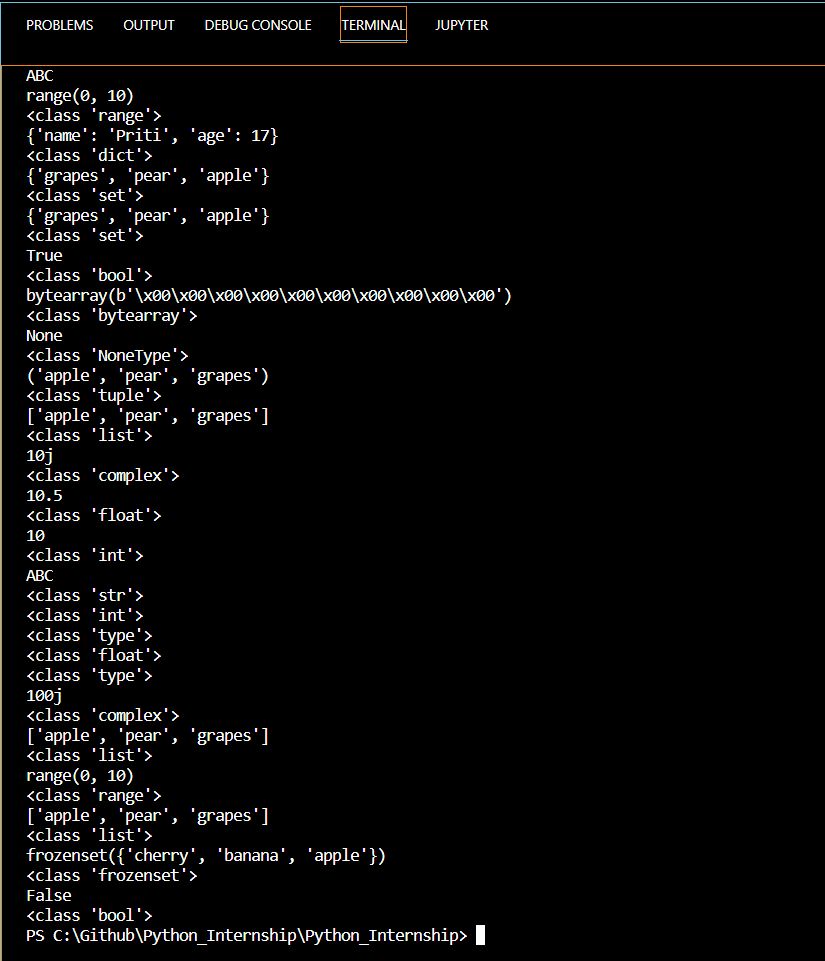 PROBLEMS OUTPUT DEBUG CONSOLE TERMINAL JUPYTER
ABC
range(0, 10)
<class 'range'>
{'name': 'Priti', 'age': 17}
<class 'dict'>
{'grapes', 'pear', 'apple'}
<class 'set'>
{'grapes', 'pear', 'apple'}
<class 'set'>
True
<class 'bool'>
bytearray(b'\x00\x00\x00\x00\x00\x00\x00\x00\x00\x00')
<class 'bytearray'>
None
<class 'NoneType'>
('apple', 'pear', 'grapes')
<class 'tuple'>
['apple', 'pear', 'grapes']
<class 'list'>
10j
<class 'complex'>
10.5
<class 'float'>
10
<class 'int'>
ABC
<class 'str'>
<class 'int'>
<class 'type'>
<class 'float'>
<class 'type'>
100j
<class 'complex'>
['apple', 'pear', 'grapes']
<class 'list'>
range(0, 10)
<class 'range'>
['apple', 'pear', 'grapes']
<class 'list'>
frozenset({'cherry', 'banana', 'apple'})
<class 'frozenset'>
False
<class 'bool'>
PS C:\Github\Python_Internship\Python_Internship>